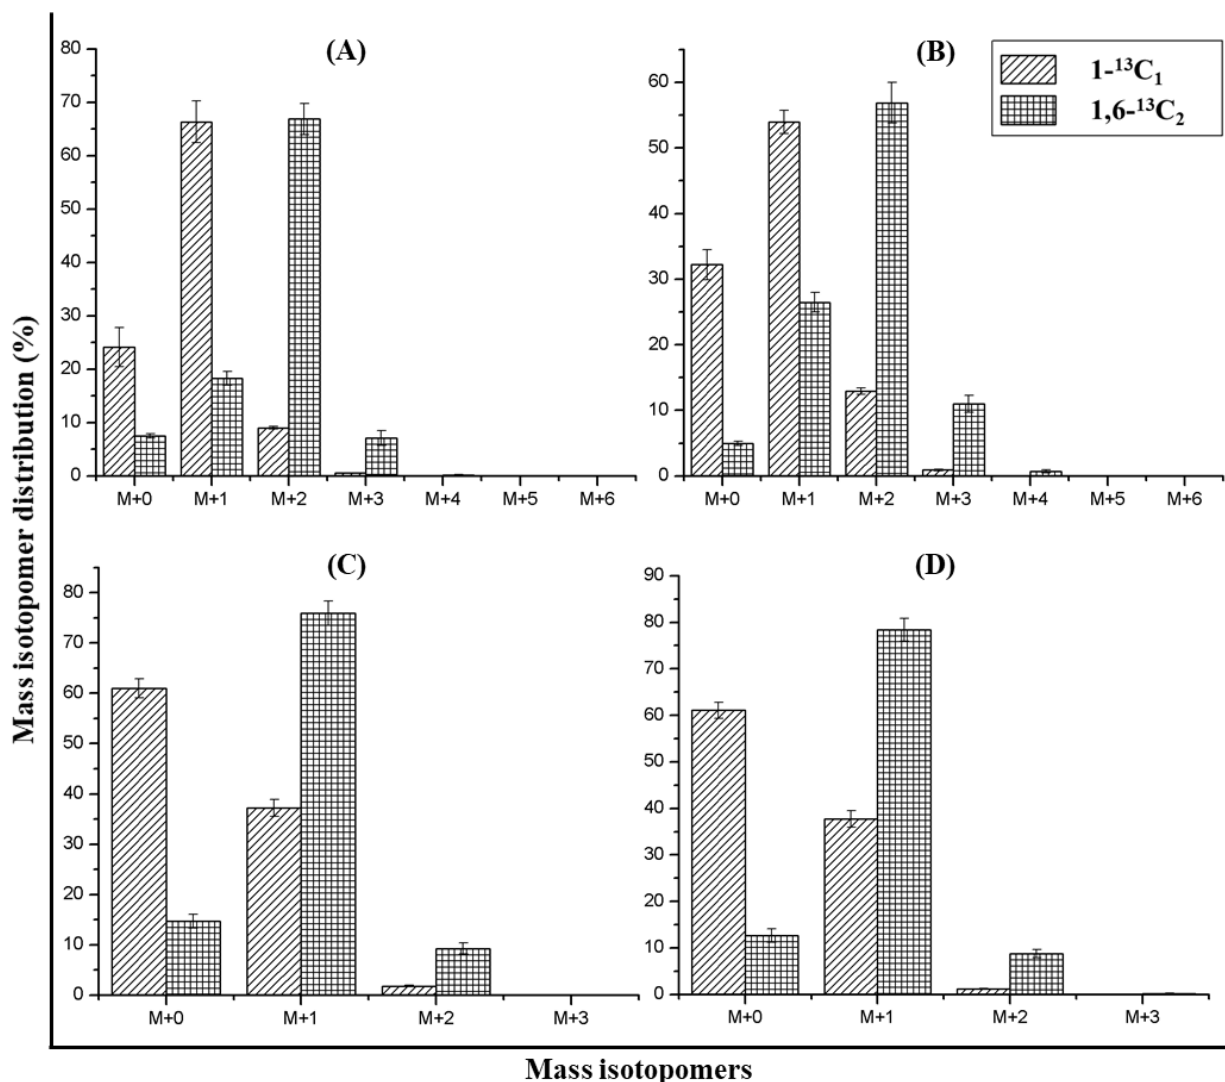 (A)
80
70
60
50
40
30
20
10
0
M+0 M+1 M+2 M+3 M+4 M+5 M+6
(B)
60
50
40
30
20
10
0
M+0 M+1 M+2 M+3 M+4 M+5 M+6
1-¹³C₁
1,6-¹³C₂
Mass isotopomer distribution (%)
(C)
80
70
60
50
40
30
20
10
0
M+0 M+1 M+2 M+3
(D)
90
80
70
60
50
40
30
20
10
0
M+0 M+1 M+2 M+3
Mass isotopomers